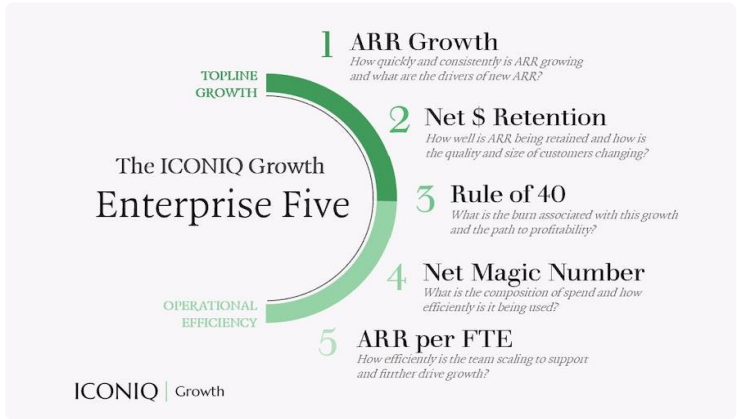 1 ARR Growth
How quickly and consistently is ARR growing
and what are the drivers of new ARR?
TOPLINE
GROWTH
2 Net $ Retention
How well is ARR being retained and how is
the quality and size of customers changing?
The ICONIQ Growth
Enterprise Five
3 Rule of 40
What is the burn associated with this growth
and the path to profitability?
4 Net Magic Number
What is the composition of spend and how
efficiently is it being used?
OPERATIONAL
EFFICIENCY
5 ARR per FTE
How efficiently is the team scaling to support
and further drive growth?
ICONIQ | Growth